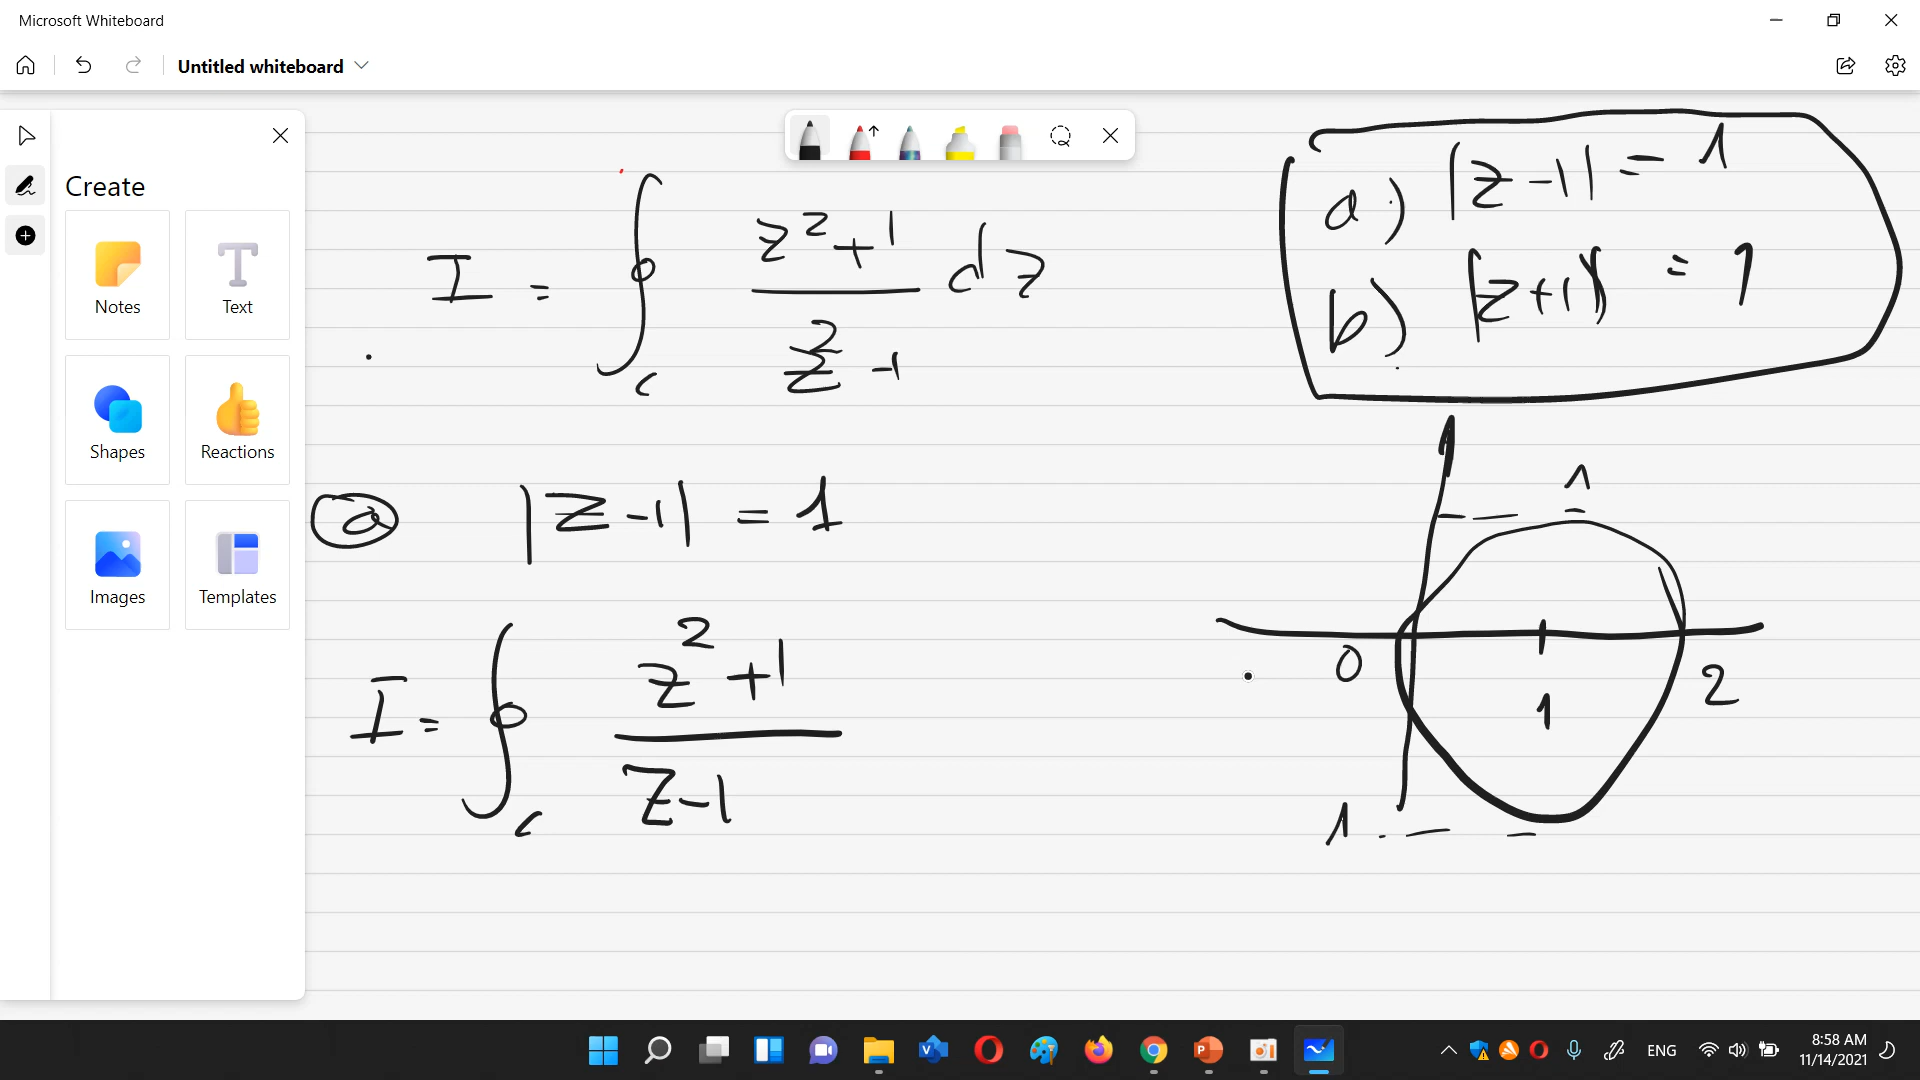 Microsoft Whiteboard
Untitled whiteboard
Create
Notes
Text
Shapes
Reactions
Images
Templates
I = ∮c (z² + 1) / (z² - 1) dz
a) |z - 1| = 1
b) |z + 1| = 1
a |z - 1| = 1
I = ∮c (z² + 1) / (z - 1)
1
0
1
2
1
ENG
8:58 AM
11/14/2021